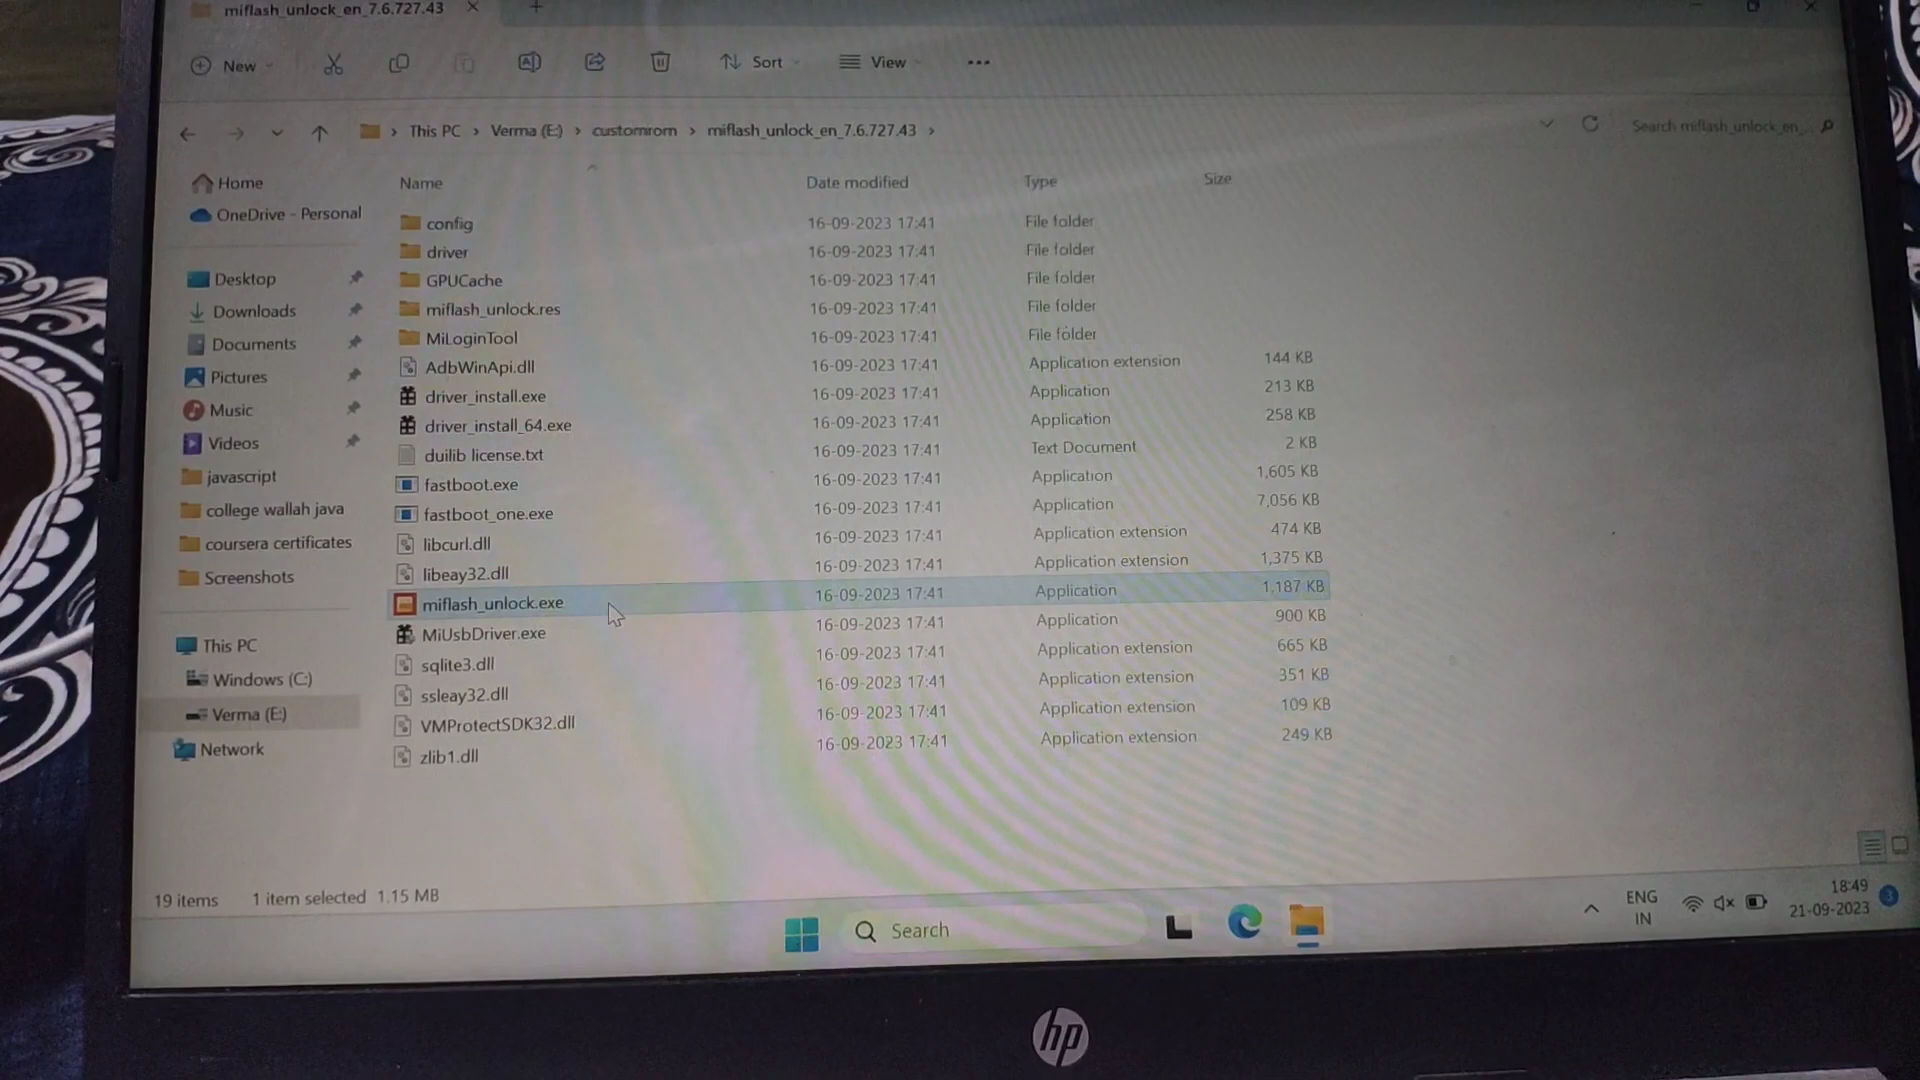 miflash_unlock_en_7.6.727.43
New
Sort
View
This PC > Verma (E:) > customrom > miflash_unlock_en_7.6.727.43 >
Search miflash_unlock_en_...
Name Date modified Type Size
Home
OneDrive - Personal
Desktop
Downloads
Documents
Pictures
Music
Videos
javascript
college wallah java
coursera certificates
Screenshots
This PC
Windows (C:)
Verma (E:)
Network
config 16-09-2023 17:41 File folder
driver 16-09-2023 17:41 File folder
GPUCache 16-09-2023 17:41 File folder
miflash_unlock.res 16-09-2023 17:41 File folder
MiLoginTool 16-09-2023 17:41 File folder
AdbWinApi.dll 16-09-2023 17:41 Application extension 144 KB
driver_install.exe 16-09-2023 17:41 Application 213 KB
driver_install_64.exe 16-09-2023 17:41 Application 258 KB
duilib license.txt 16-09-2023 17:41 Text Document 2 KB
fastboot.exe 16-09-2023 17:41 Application 1,605 KB
fastboot_one.exe 16-09-2023 17:41 Application 7,056 KB
libcurl.dll 16-09-2023 17:41 Application extension 474 KB
libeay32.dll 16-09-2023 17:41 Application extension 1,375 KB
miflash_unlock.exe 16-09-2023 17:41 Application 1,187 KB
MiUsbDriver.exe 16-09-2023 17:41 Application 900 KB
sqlite3.dll 16-09-2023 17:41 Application extension 665 KB
ssleay32.dll 16-09-2023 17:41 Application extension 351 KB
VMProtectSDK32.dll 16-09-2023 17:41 Application extension 109 KB
zlib1.dll 16-09-2023 17:41 Application extension 249 KB
19 items 1 item selected 1.15 MB
Search
ENG
IN
18:49
21-09-2023
3
hp